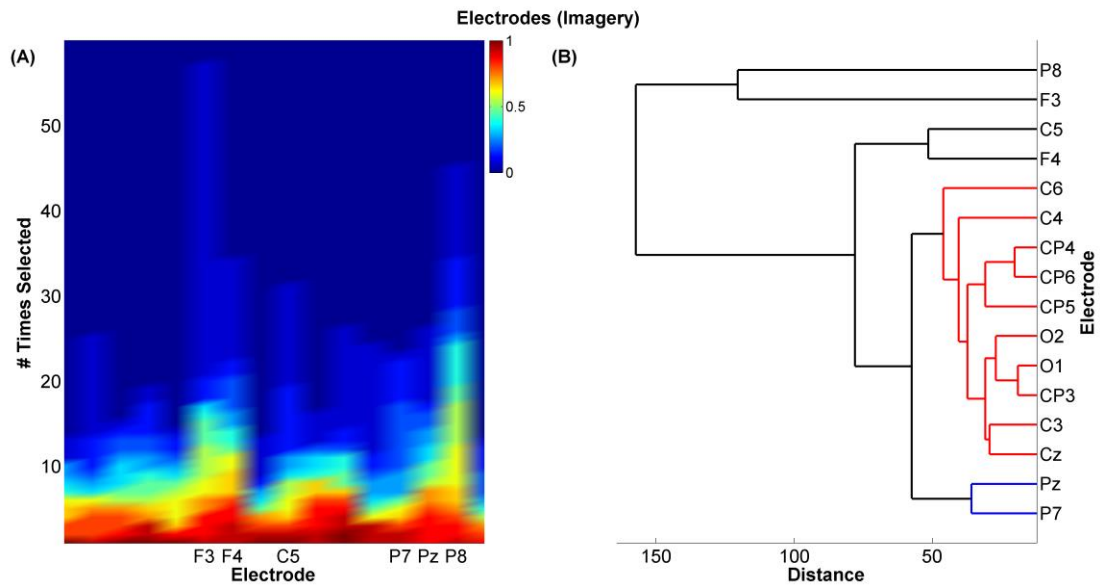 Electrodes (Imagery)
(A)
# Times Selected
50
40
30
20
10
F3 F4 C5 P7 Pz P8
Electrode
1
0.5
0
(B)
P8
F3
C5
F4
C6
C4
CP4
CP6
CP5
O2
O1
CP3
C3
Cz
Pz
P7
Electrode
150 100 50
Distance